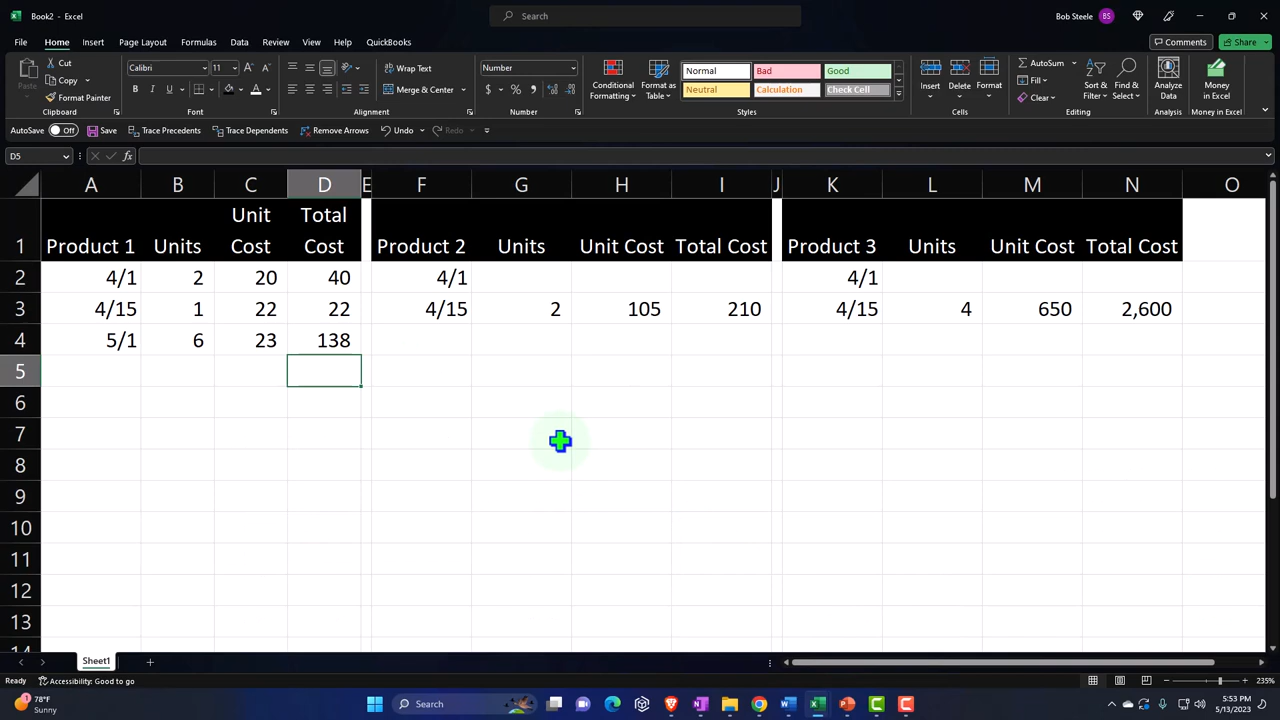 Book2 - Excel
Search
Bob Steele
BS
File Home Insert Page Layout Formulas Data Review View Help QuickBooks
Comments
Share
Paste
Cut
Copy
Format Painter
Clipboard
Calibri 11
B I U
Font
Wrap Text
Merge & Center
Alignment
Number
$ % 9
Number
Conditional Formatting
Format as Table
Normal Bad Good
Neutral Calculation Check Cell
Styles
Insert Delete Format
Cells
AutoSum
Fill
Clear
Sort & Filter
Find & Select
Editing
Analyze Data
Analysis
Money in Excel
Money in Excel
AutoSave Off Save Trace Precedents Trace Dependents Remove Arrows Undo Redo
D5 fx
A B C D E F G H I J K L M N O
1 Product 1 Units Unit Cost Total Cost Product 2 Units Unit Cost Total Cost Product 3 Units Unit Cost Total Cost
2 4/1 2 20 40 4/1 4/1
3 4/15 1 22 22 4/15 2 105 210 4/15 4 650 2,600
4 5/1 6 23 138
5
6
7
8
9
10
11
12
13
14
Sheet1
Ready Accessibility: Good to go 235%
78°F
Sunny
Search
5:53 PM
5/13/2023